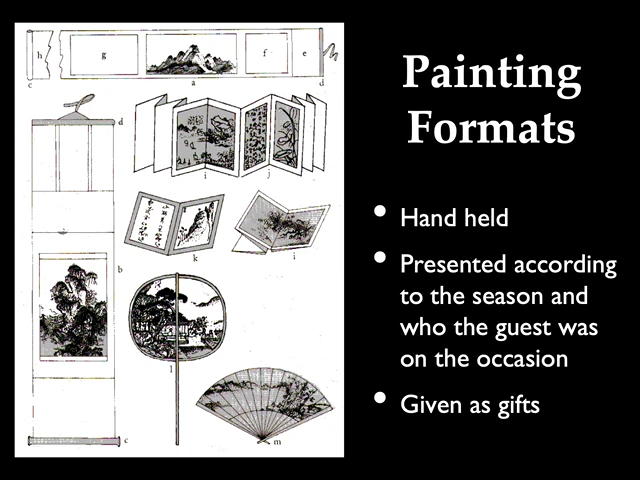 Painting
Formats
• Hand held
• Presented according
to the season and
who the guest was
on the occasion
• Given as gifts
h
g
f
e
c
a
d
d
i
j
k
i
b
l
c
m